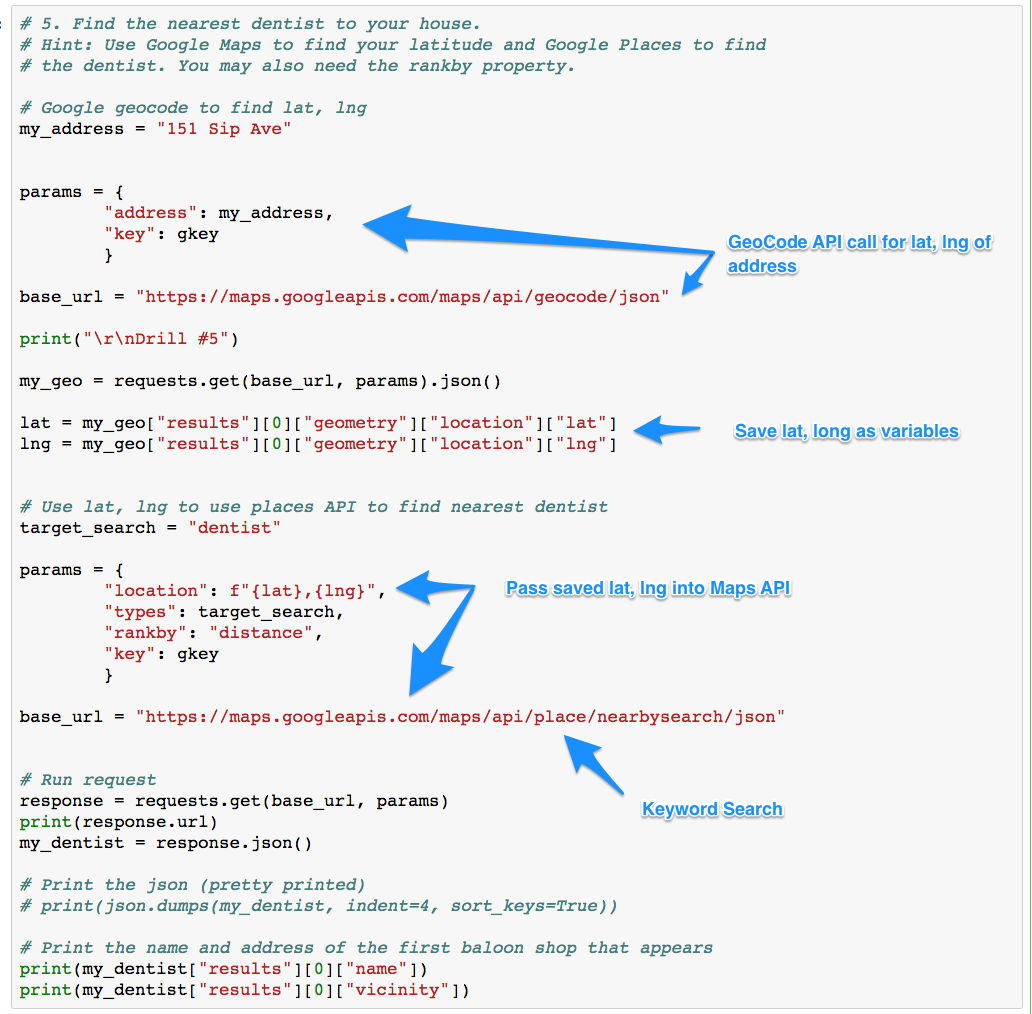 # 5. Find the nearest dentist to your house.
# Hint: Use Google Maps to find your latitude and Google Places to find
# the dentist. You may also need the rankby property.
# Google geocode to find lat, lng
my_address = "151 Sip Ave"
params = {
"address": my_address,
"key": gkey
}
GeoCode API call for lat, lng of
address
base_url = "https://maps.googleapis.com/maps/api/geocode/json"
print("\r\nDrill #5")
my_geo = requests.get(base_url, params).json()
lat = my_geo["results"][0]["geometry"]["location"]["lat"]
lng = my_geo["results"][0]["geometry"]["location"]["lng"]
Save lat, long as variables
# Use lat, lng to use places API to find nearest dentist
target_search = "dentist"
params = {
"location": f"{lat},{lng}",
"types": target_search,
"rankby": "distance",
"key": gkey
}
Pass saved lat, lng into Maps API
base_url = "https://maps.googleapis.com/maps/api/place/nearbysearch/json"
Keyword Search
# Run request
response = requests.get(base_url, params)
print(response.url)
my_dentist = response.json()
# Print the json (pretty printed)
# print(json.dumps(my_dentist, indent=4, sort_keys=True))
# Print the name and address of the first baloon shop that appears
print(my_dentist["results"][0]["name"])
print(my_dentist["results"][0]["vicinity"])